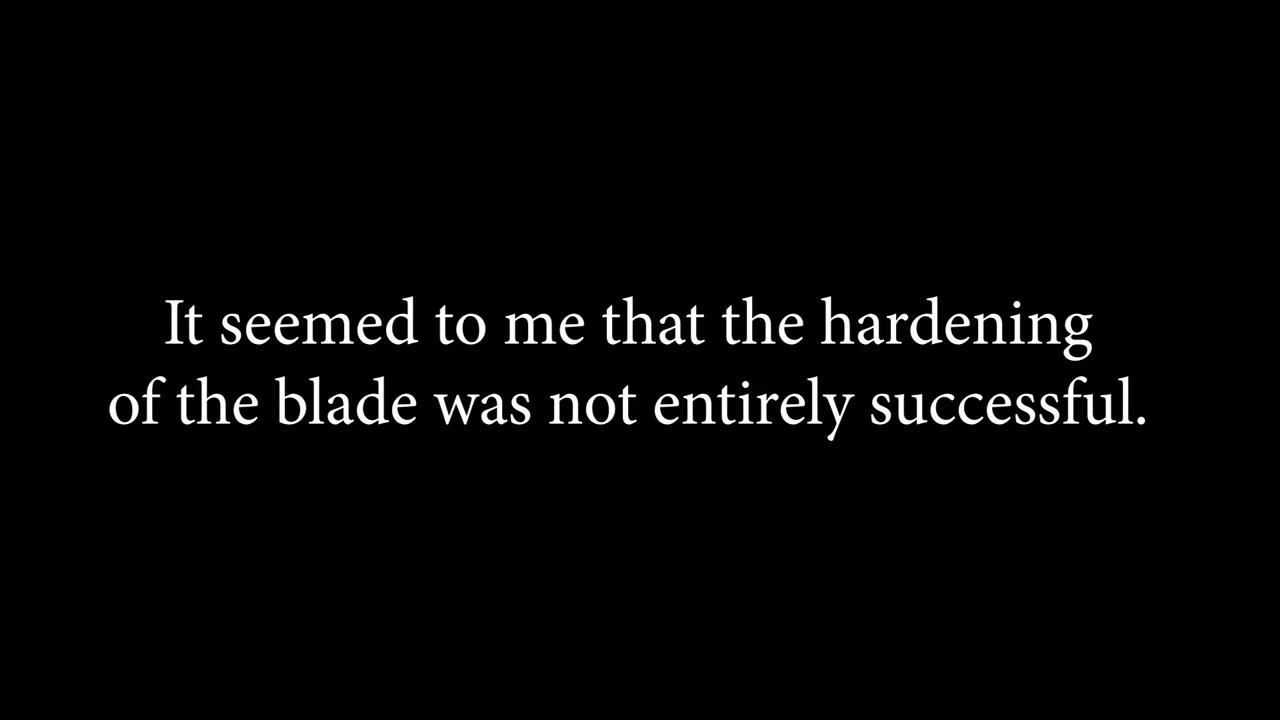 It seemed to me that the hardening
of the blade was not entirely successful.